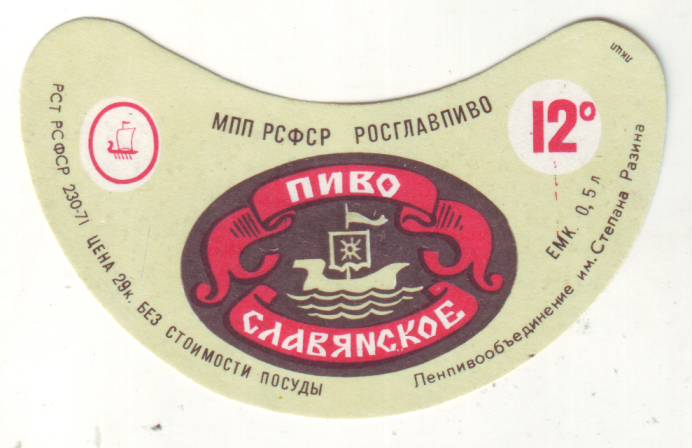 МПП РСФСР РОСГЛАВПИВО
12°
ПИВО
СЛАВЯNСКОЕ
РСТ РСФСР 230-71 ЦЕНА 29к. БЕЗ СТОИМОСТИ ПОСУДЫ
ЕМК. 0,5 л
Ленпивообъединение им. Степана Разина